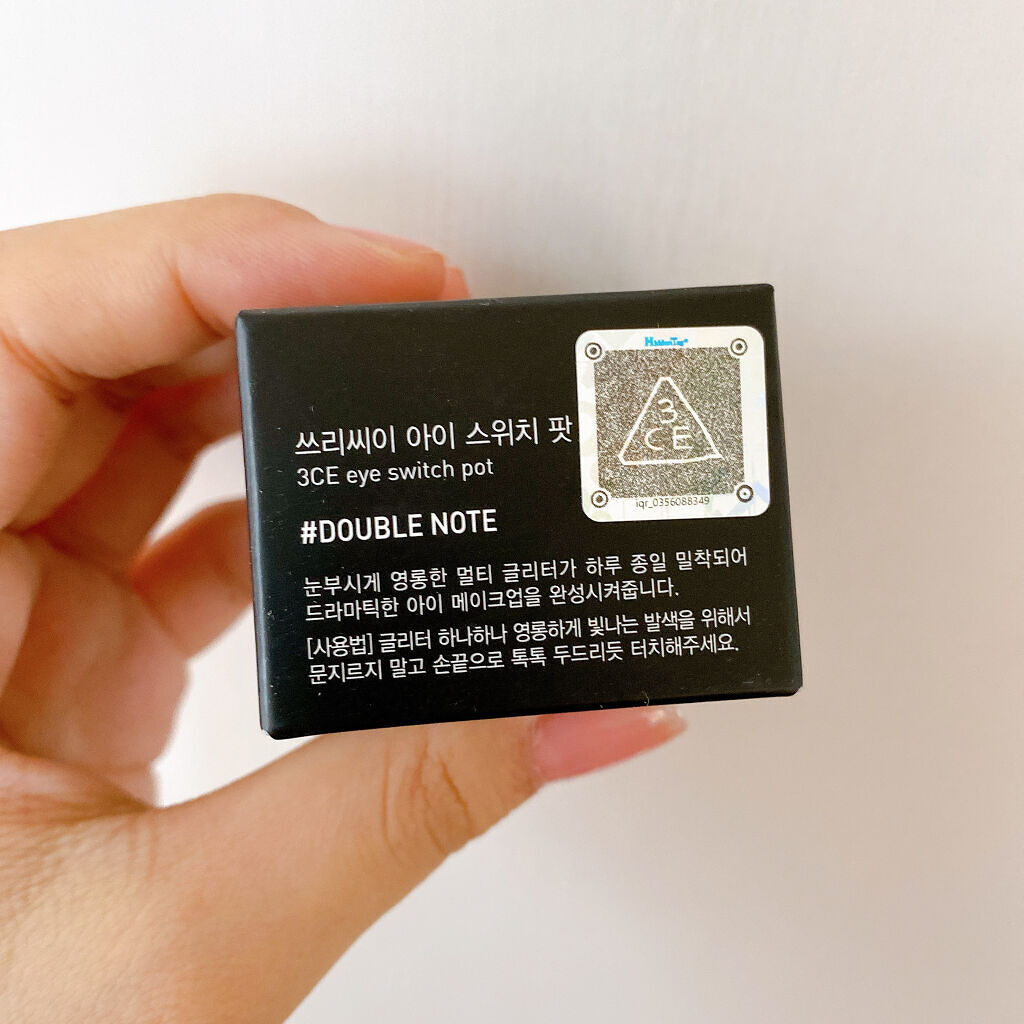 HiddenTag®
3
CE
iqr_0356088349
쓰리씨이 아이 스위치 팟
3CE eye switch pot
#DOUBLE NOTE
눈부시게 영롱한 멀티 글리터가 하루 종일 밀착되어
드라마틱한 아이 메이크업을 완성시켜줍니다.
[사용법] 글리터 하나하나 영롱하게 빛나는 발색을 위해서
문지르지 말고 손끝으로 톡톡 두드리듯 터치해주세요.